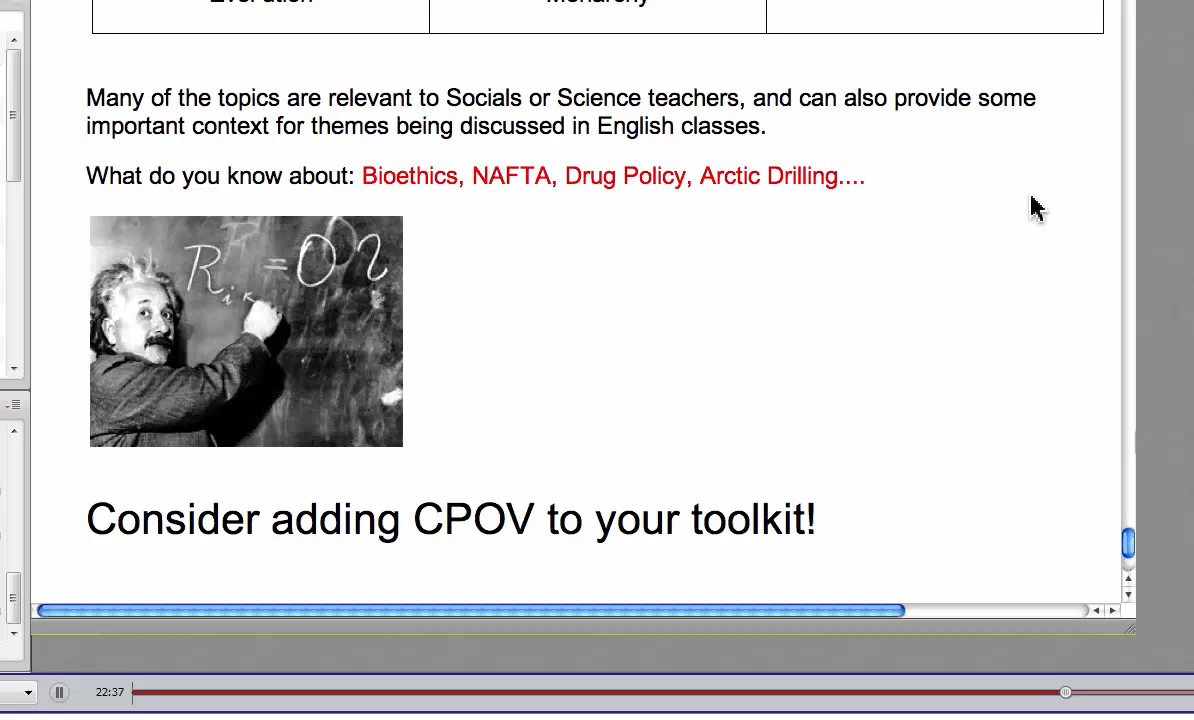 Many of the topics are relevant to Socials or Science teachers, and can also provide some
important context for themes being discussed in English classes.
What do you know about: Bioethics, NAFTA, Drug Policy, Arctic Drilling....
Consider adding CPOV to your toolkit!
22:37